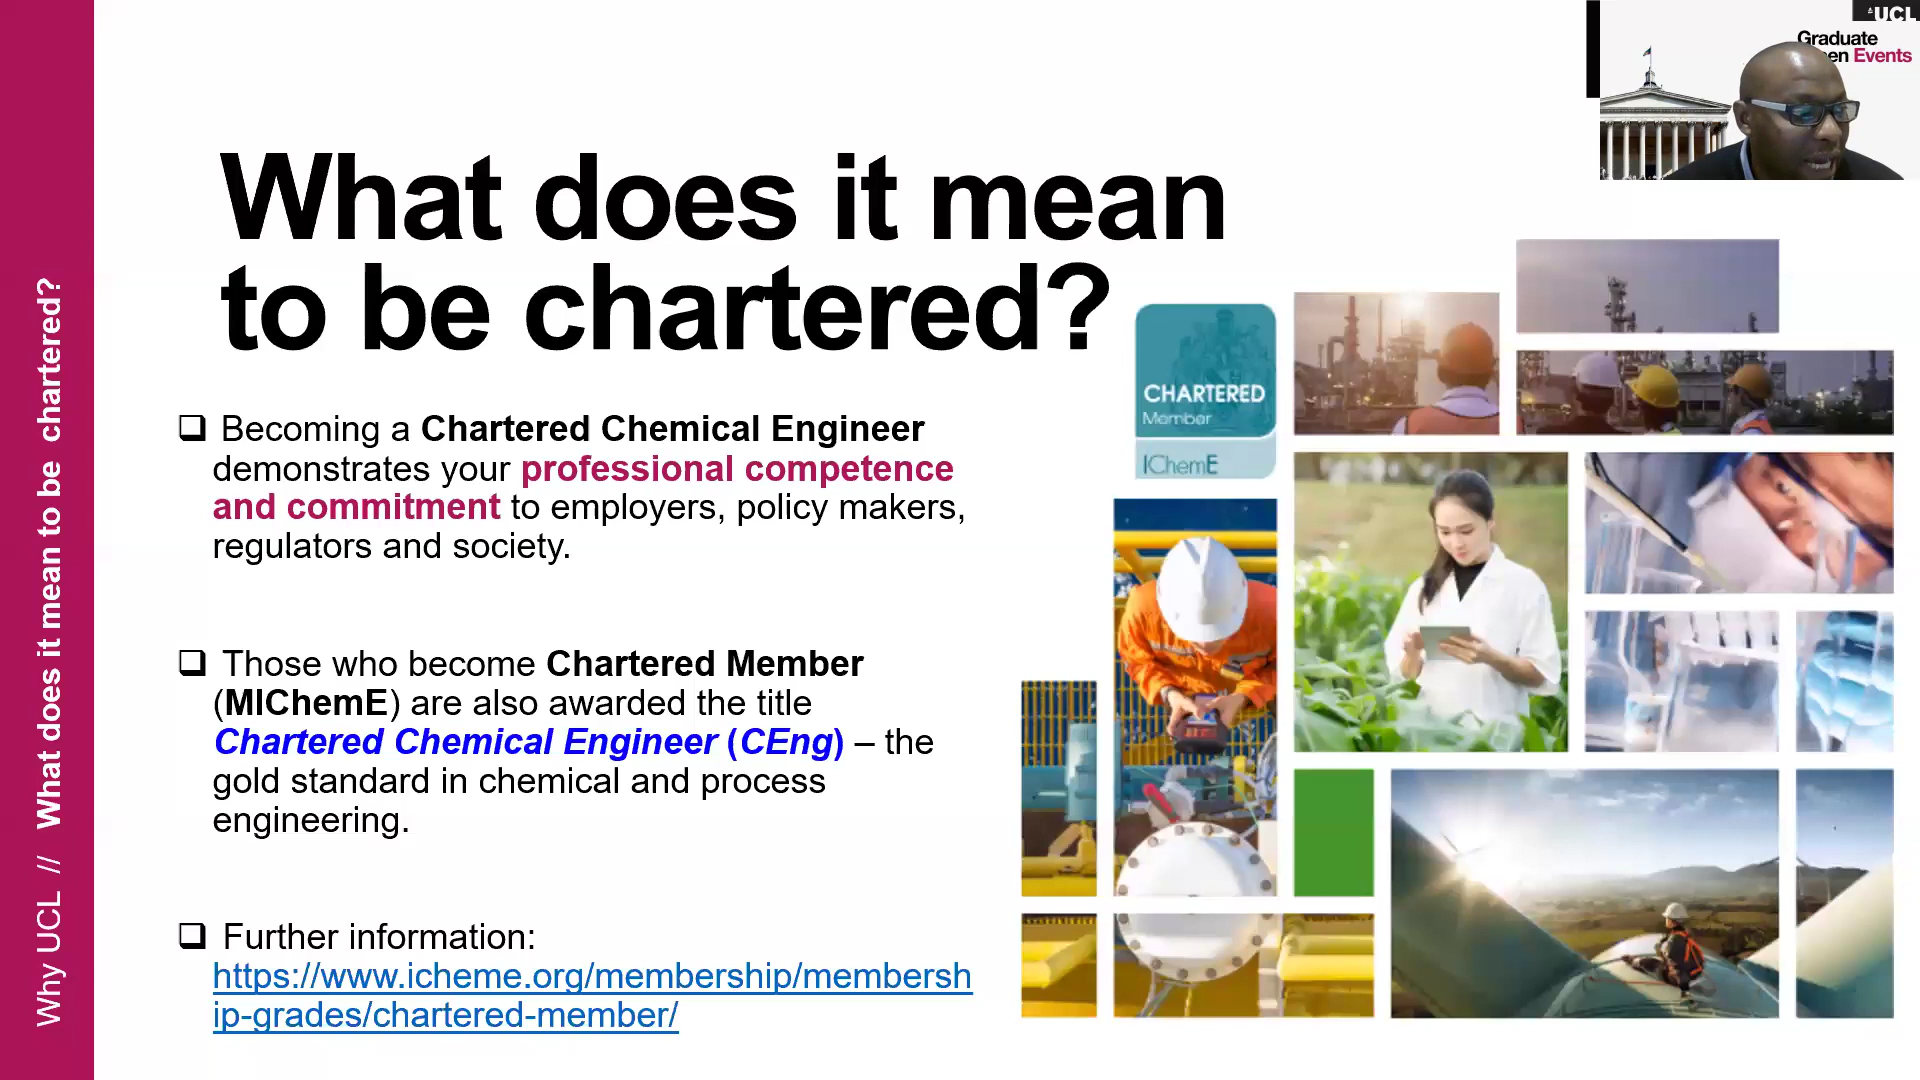 UCL
Graduate
en Events
What does it mean
to be chartered?
Becoming a Chartered Chemical Engineer
demonstrates your professional competence
and commitment to employers, policy makers,
regulators and society.
Those who become Chartered Member
(MIChemE) are also awarded the title
Chartered Chemical Engineer (CEng) – the
gold standard in chemical and process
engineering.
Further information:
https://www.icheme.org/membership/membersh
ip-grades/chartered-member/
CHARTERED
Member
IChemE
Why UCL // What does it mean to be chartered?